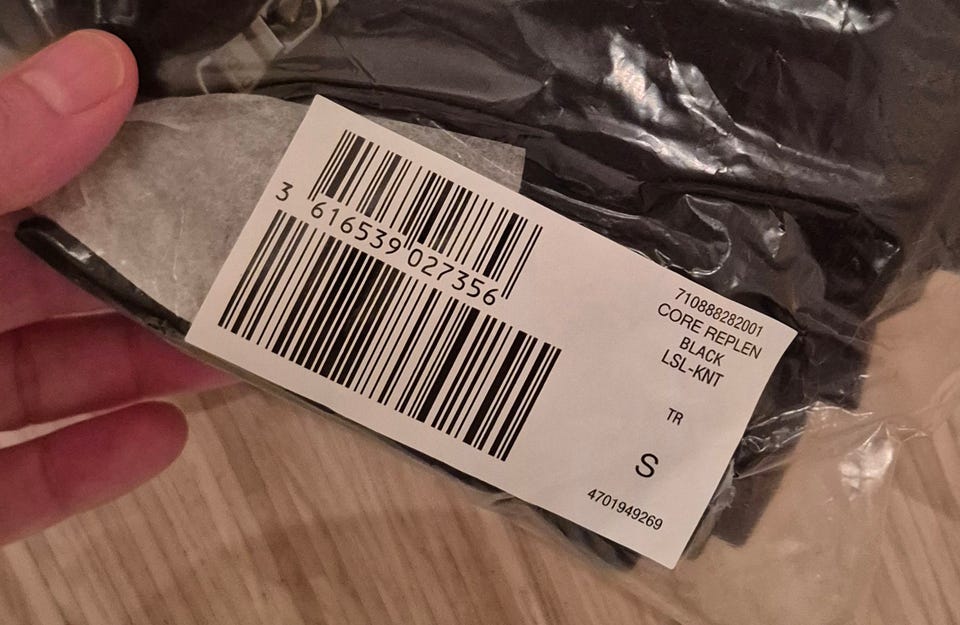 3 616539 027356
710888282001
CORE REPLEN
BLACK
LSL-KNT
TR
S
4701949269